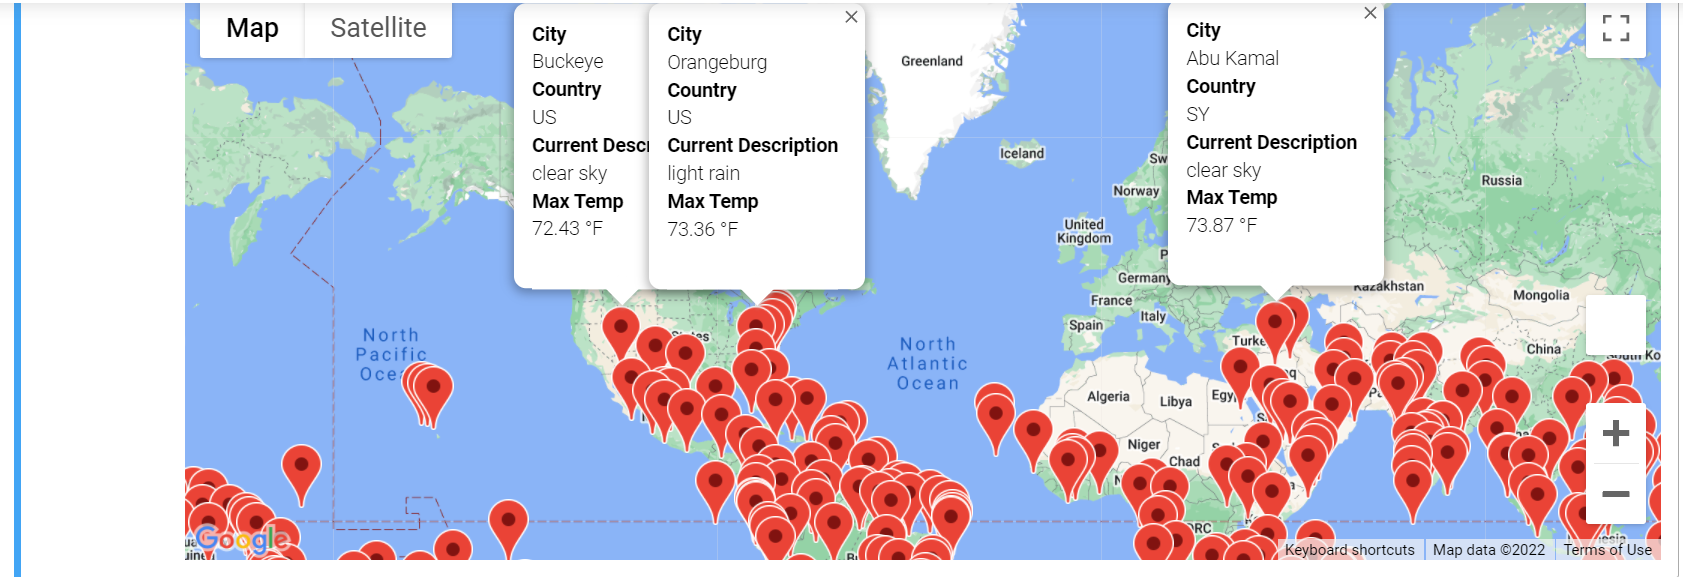 Map
Satellite
City
Buckeye
Country
US
Current Descr
clear sky
Max Temp
72.43 °F
City
Orangeburg
Country
US
Current Description
light rain
Max Temp
73.36 °F
City
Abu Kamal
Country
SY
Current Description
clear sky
Max Temp
73.87 °F
Greenland
Iceland
Sw
Norway
Russia
United
Kingdom
Germany
Kazakhstan
Mongolia
France
Spain
Italy
Turke
China
South Ko
North
Pacific
Ocea
North
Atlantic
Ocean
Algeria
Libya
Egy
Niger
Chad
DRC
Google
Keyboard shortcuts
Map data ©2022
Terms of Use